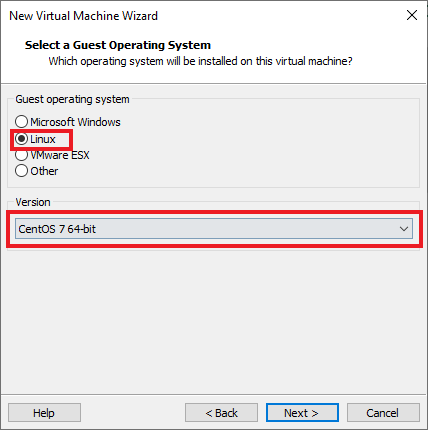 New Virtual Machine Wizard
Select a Guest Operating System
Which operating system will be installed on this virtual machine?
Guest operating system
Microsoft Windows
Linux
VMware ESX
Other
Version
CentOS 7 64-bit
Help
< Back
Next >
Cancel